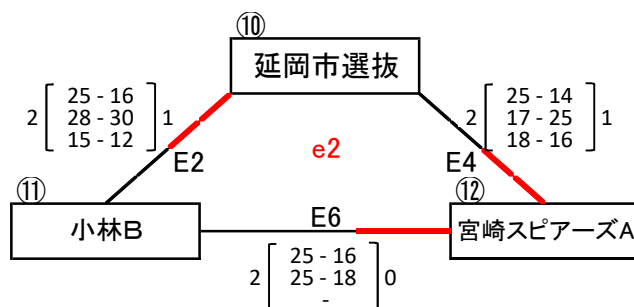 ⑩
延岡市選抜
2 [ 25 - 16 ] 1
28 - 30
15 - 12
2 [ 25 - 14 ] 1
17 - 25
18 - 16
E2
e2
E4
⑪
小林B
⑫
宮崎スピアーズA
E6
2 [ 25 - 16 ] 0
25 - 18
-